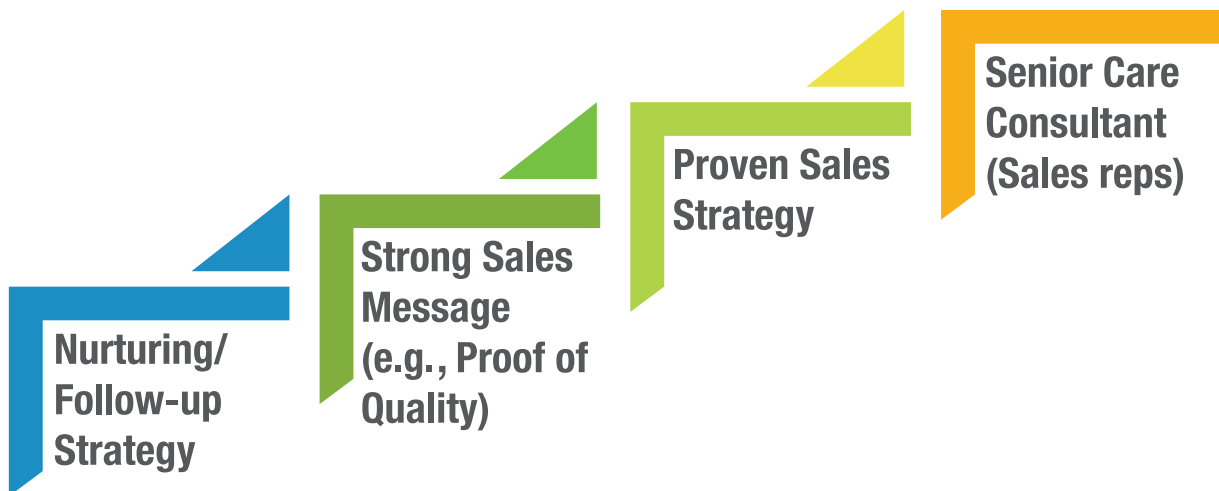 Nurturing/
Follow-up
Strategy
Strong Sales
Message
(e.g., Proof of
Quality)
Proven Sales
Strategy
Senior Care
Consultant
(Sales reps)